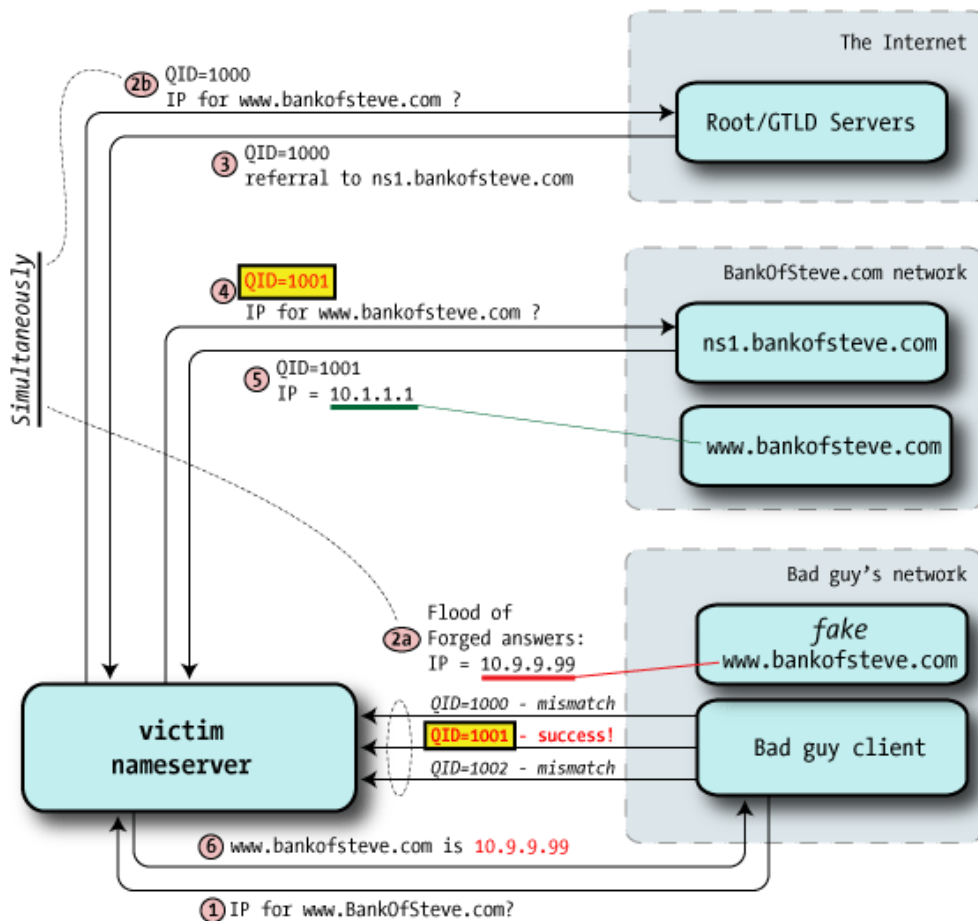 The Internet
2b QID=1000
IP for www.bankofsteve.com ?
Root/GTLD Servers
3 QID=1000
referral to ns1.bankofsteve.com
Simultaneously
BankOfSteve.com network
4 QID=1001
IP for www.bankofsteve.com ?
ns1.bankofsteve.com
5 QID=1001
IP = 10.1.1.1
www.bankofsteve.com
Bad guy's network
2a Flood of
Forged answers:
IP = 10.9.9.99
fake
www.bankofsteve.com
victim
nameserver
QID=1000 - mismatch
QID=1001 - success!
QID=1002 - mismatch
Bad guy client
6 www.bankofsteve.com is 10.9.9.99
1 IP for www.BankOfSteve.com?